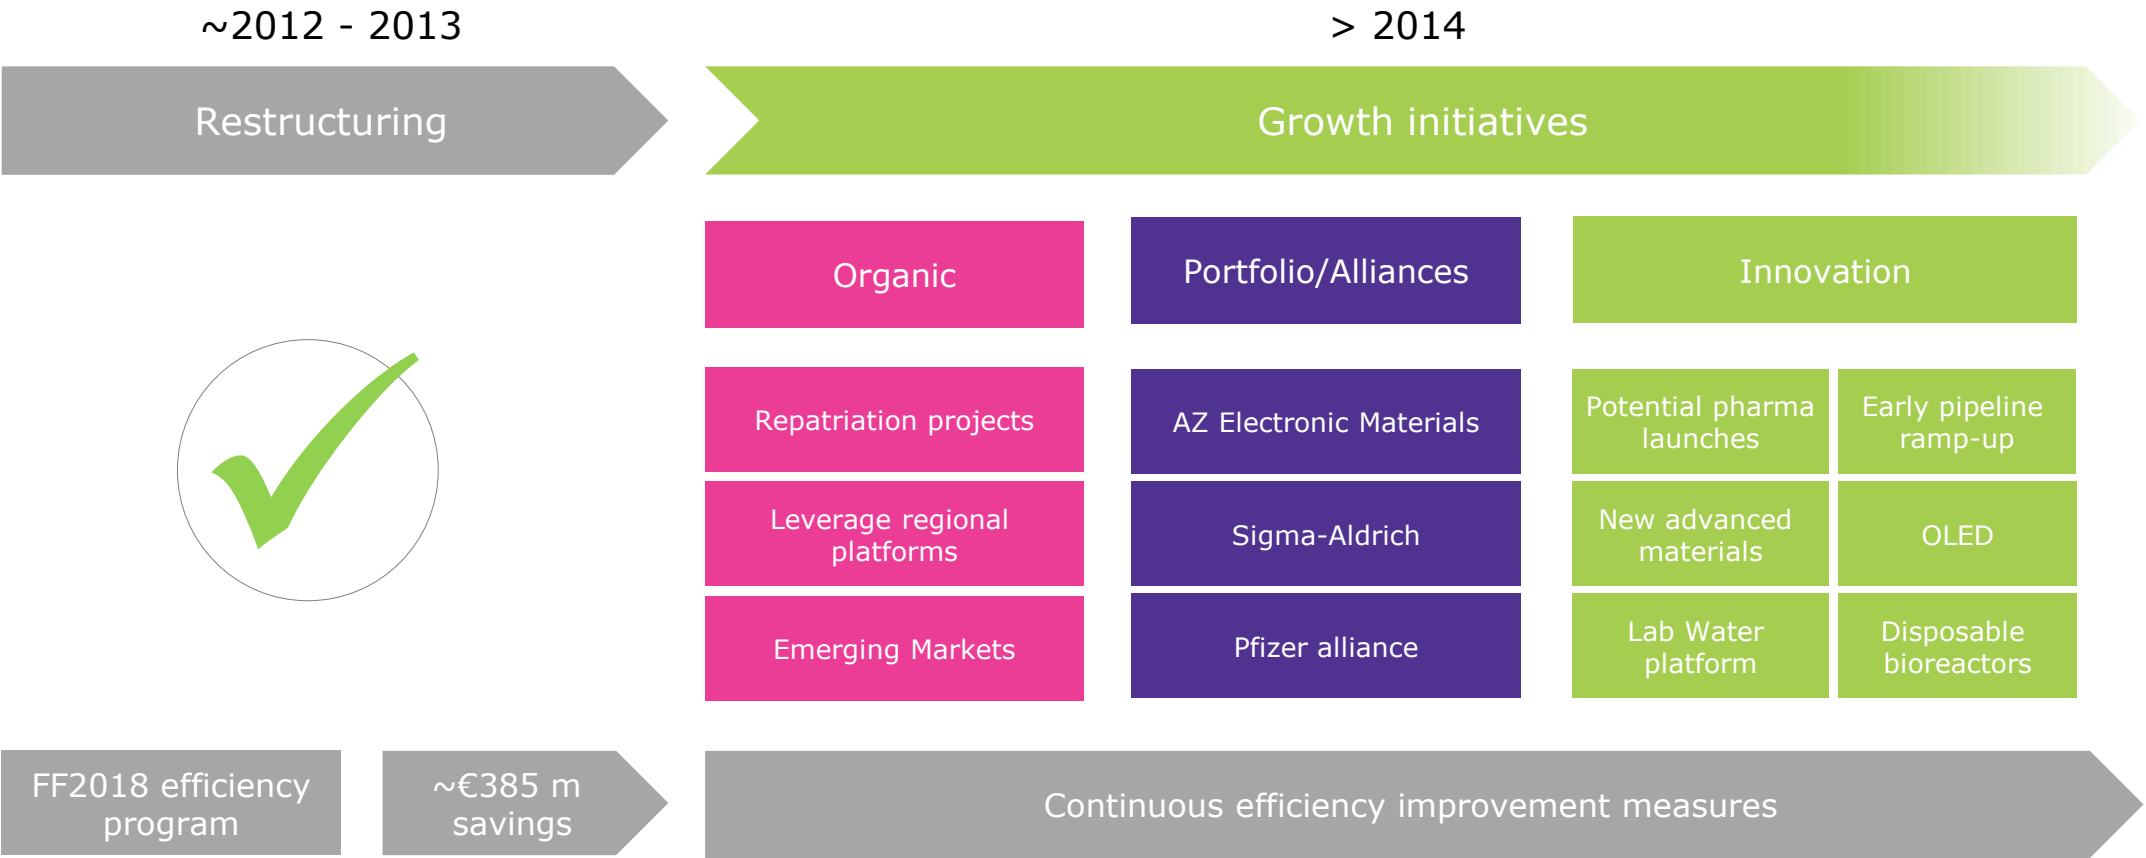 ~2012 - 2013
> 2014
Restructuring
Growth initiatives
Organic
Portfolio/Alliances
Innovation
Repatriation projects
Leverage regional
platforms
Emerging Markets
AZ Electronic Materials
Sigma-Aldrich
Pfizer alliance
Potential pharma
launches
Early pipeline
ramp-up
New advanced
materials
OLED
Lab Water
platform
Disposable
bioreactors
FF2018 efficiency
program
~€385 m
savings
Continuous efficiency improvement measures